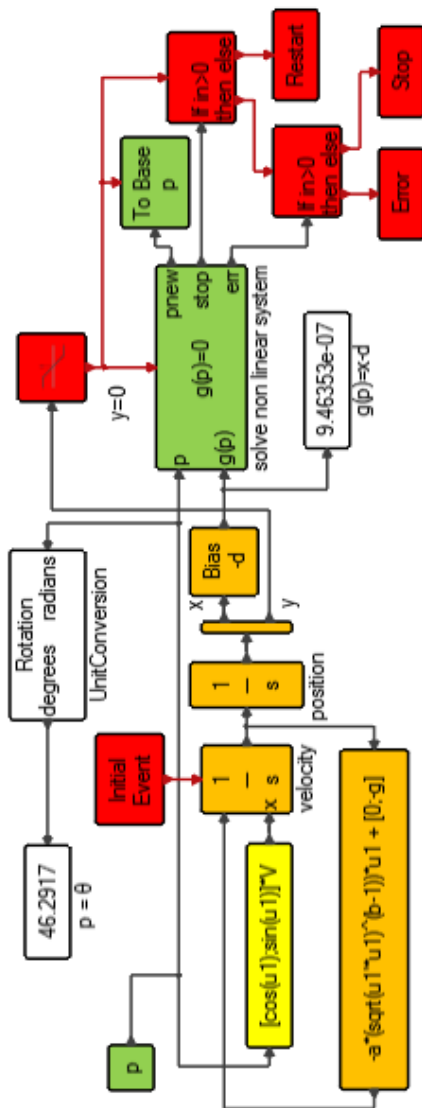 46.2917
p = θ
Rotation
degrees radians
UnitConversion
p
Initial
Event
[cos(u1);sin(u1)]*V
1
s
x
velocity
-a*(sqrt(u1'*u1)^(b-1))*u1 + [0;-g]
1
s
position
x
y
Bias
-d
y=0
p
g(p)
g(p)=0
pnew
stop
err
solve non linear system
9.46353e-07
g(p)=x-d
To Base
p
If in>0
then else
If in>0
then else
Restart
Error
Stop